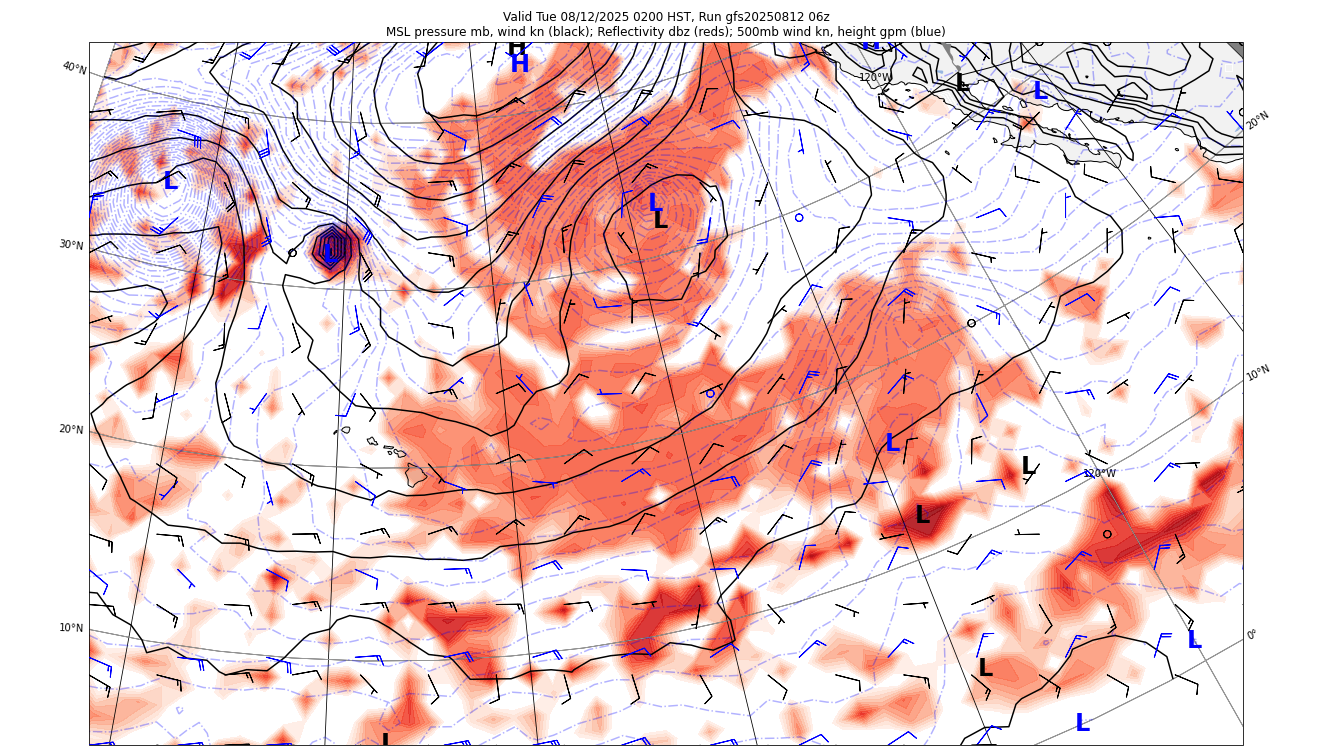 Valid Tue 08/12/2025 0200 HST, Run gfs20250812 06z
MSL pressure mb, wind kn (black); Reflectivity dbz (reds); 500mb wind kn, height gpm (blue)
H
H
H
40°N
120°W
L
L
20°N
L
L
L
30°N
L
10°N
20°N
L
L
120°W
L
10°N
0°
L
L
L
L